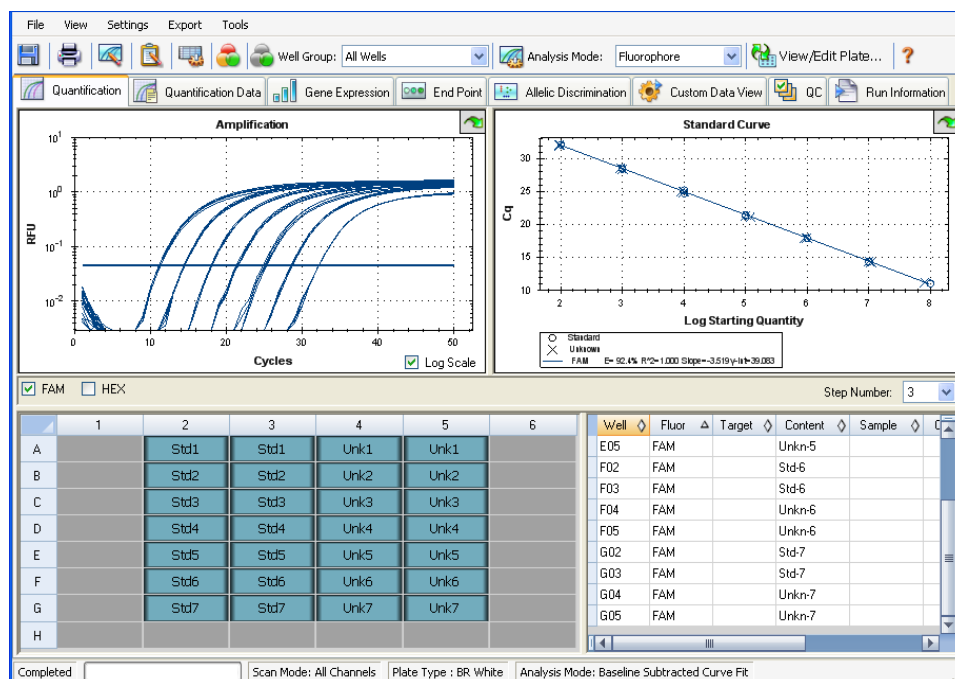 File View Settings Export Tools
Well Group: All Wells Analysis Mode: Fluorophore View/Edit Plate... ?
Quantification Quantification Data Gene Expression End Point Allelic Discrimination Custom Data View QC Run Information
Amplification
10^1
10^0
10^-1
10^-2
RFU
0 10 20 30 40 50
Cycles
Log Scale
Standard Curve
30
25
20
15
10
Cq
2 3 4 5 6 7 8
Log Starting Quantity
Standard
Unknown
FAM E= 92.4% R^2=1.000 Slope=-3.519 y-int=39.083
FAM HEX
Step Number: 3
1 2 3 4 5 6
A Std1 Std1 Unk1 Unk1
B Std2 Std2 Unk2 Unk2
C Std3 Std3 Unk3 Unk3
D Std4 Std4 Unk4 Unk4
E Std5 Std5 Unk5 Unk5
F Std6 Std6 Unk6 Unk6
G Std7 Std7 Unk7 Unk7
H
Well Fluor Target Content Sample
E05 FAM Unkn-5
F02 FAM Std-6
F03 FAM Std-6
F04 FAM Unkn-6
F05 FAM Unkn-6
G02 FAM Std-7
G03 FAM Std-7
G04 FAM Unkn-7
G05 FAM Unkn-7
Completed Scan Mode: All Channels Plate Type : BR White Analysis Mode: Baseline Subtracted Curve Fit